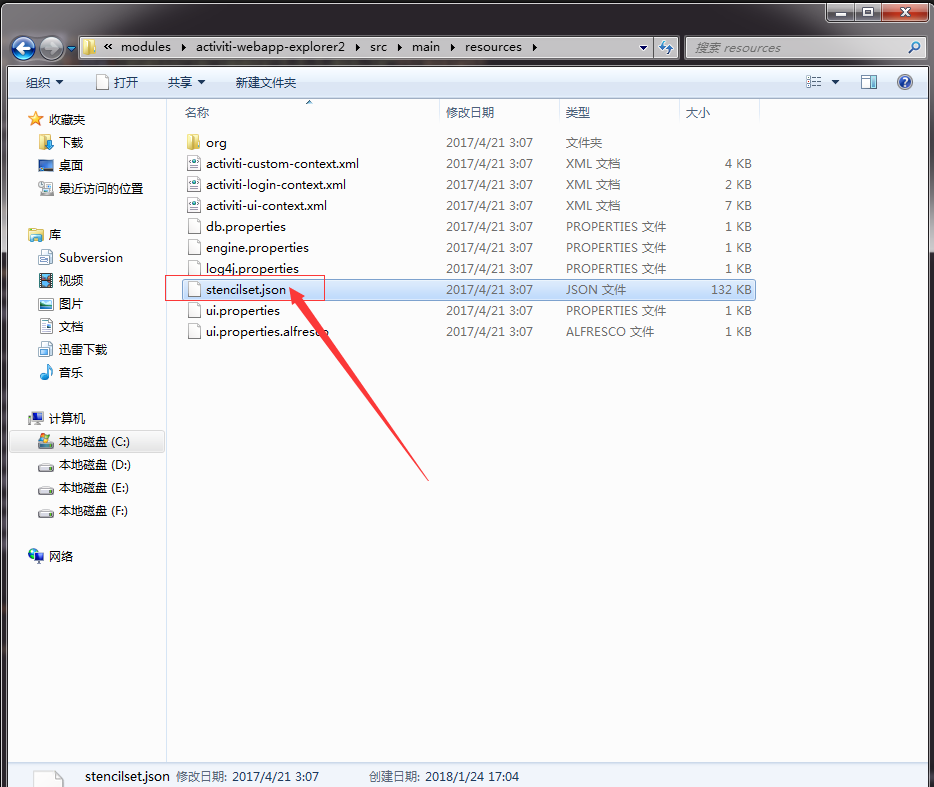 « modules ▸ activiti-webapp-explorer2 ▸ src ▸ main ▸ resources ▸
搜索 resources
组织 打开 共享 新建文件夹
收藏夹
下载
桌面
最近访问的位置
库
Subversion
视频
图片
文档
迅雷下载
音乐
计算机
本地磁盘 (C:)
本地磁盘 (D:)
本地磁盘 (E:)
本地磁盘 (F:)
网络
名称 修改日期 类型 大小
org 2017/4/21 3:07 文件夹
activiti-custom-context.xml 2017/4/21 3:07 XML 文档 4 KB
activiti-login-context.xml 2017/4/21 3:07 XML 文档 2 KB
activiti-ui-context.xml 2017/4/21 3:07 XML 文档 7 KB
db.properties 2017/4/21 3:07 PROPERTIES 文件 1 KB
engine.properties 2017/4/21 3:07 PROPERTIES 文件 1 KB
log4j.properties 2017/4/21 3:07 PROPERTIES 文件 1 KB
stencilset.json 2017/4/21 3:07 JSON 文件 132 KB
ui.properties 2017/4/21 3:07 PROPERTIES 文件 1 KB
ui.properties.alfresco 2017/4/21 3:07 ALFRESCO 文件 1 KB
stencilset.json 修改日期: 2017/4/21 3:07 创建日期: 2018/1/24 17:04